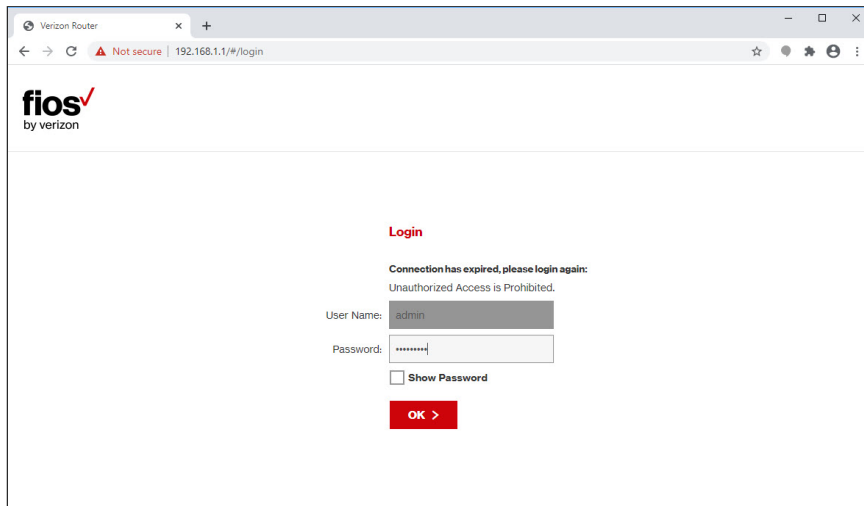 Verizon Router
Not secure | 192.168.1.1/#/login
fios
by verizon
Login
Connection has expired, please login again:
Unauthorized Access is Prohibited.
User Name: admin
Password: •••••••••
Show Password
OK >